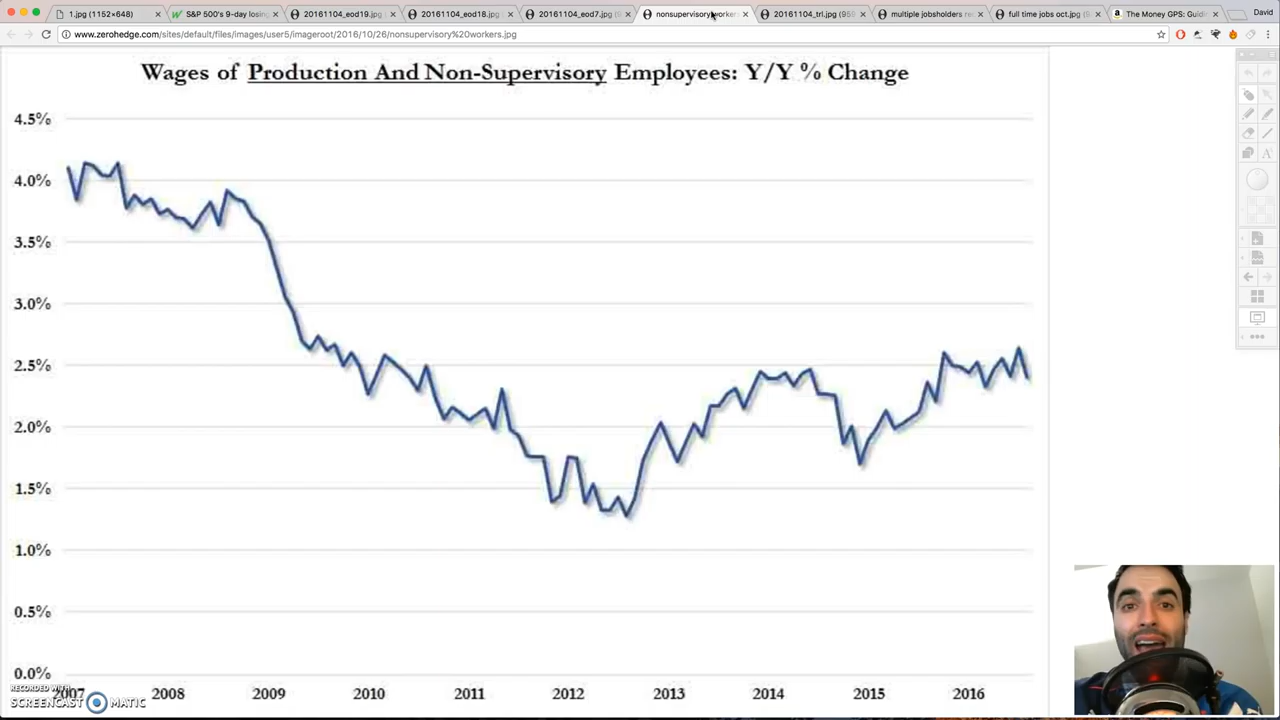 1.jpg (1152×648)
S&P 500's 9-day losing
20161104_eod19.jpg
20161104_eod18.jpg
20161104_eod7.jpg
nonsupervisory
20161104_trl.jpg
multiple jobsholders
full time jobs oct.jpg
The Money GPS: Guid
David
www.zerohedge.com/sites/default/files/images/user5/imageroot/2016/10/26/nonsupervisory%20workers.jpg
Wages of Production And Non-Supervisory Employees: Y/Y % Change
4.5%
4.0%
3.5%
3.0%
2.5%
2.0%
1.5%
1.0%
0.5%
0.0%
2007 2008 2009 2010 2011 2012 2013 2014 2015 2016
RECORDED WITH
SCREENCAST MATIC